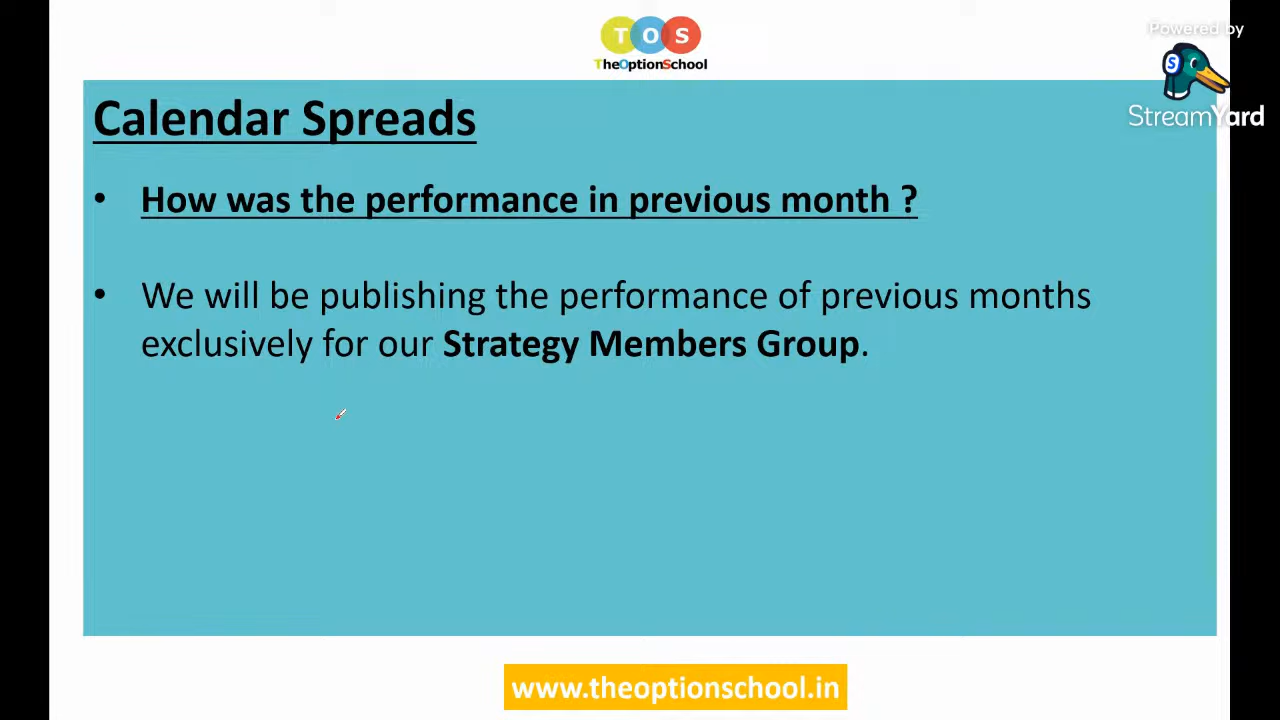 T O S
TheOptionSchool
Powered by
S
StreamYard
Calendar Spreads
• How was the performance in previous month ?
• We will be publishing the performance of previous months
exclusively for our Strategy Members Group.
www.theoptionschool.in